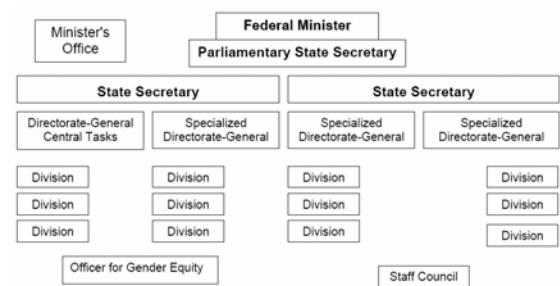 Federal Minister
Minister's
Office
Parliamentary State Secretary
State Secretary
State Secretary
Directorate-General
Central Tasks
Specialized
Directorate-General
Specialized
Directorate-General
Specialized
Directorate-General
Division
Division
Division
Division
Division
Division
Division
Division
Division
Division
Division
Division
Officer for Gender Equity
Staff Council